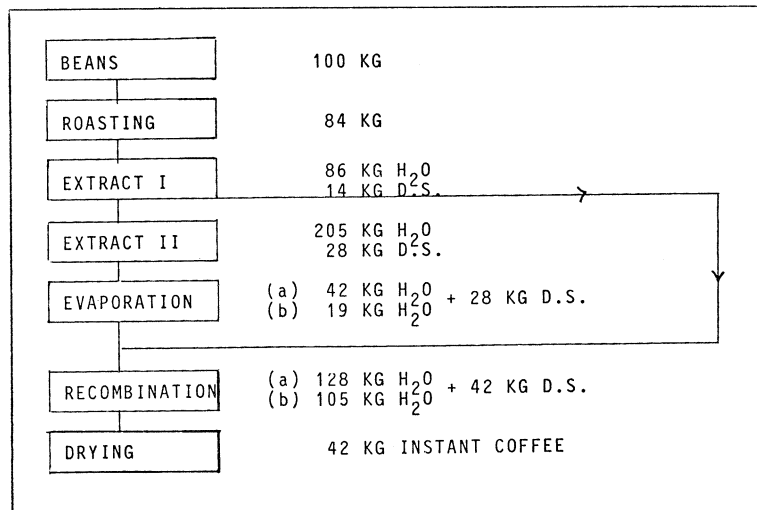 BEANS 100 KG
ROASTING 84 KG
EXTRACT I 86 KG H2O
14 KG D.S.
EXTRACT II 205 KG H2O
28 KG D.S.
EVAPORATION (a) 42 KG H2O + 28 KG D.S.
(b) 19 KG H2O
RECOMBINATION (a) 128 KG H2O + 42 KG D.S.
(b) 105 KG H2O
DRYING 42 KG INSTANT COFFEE